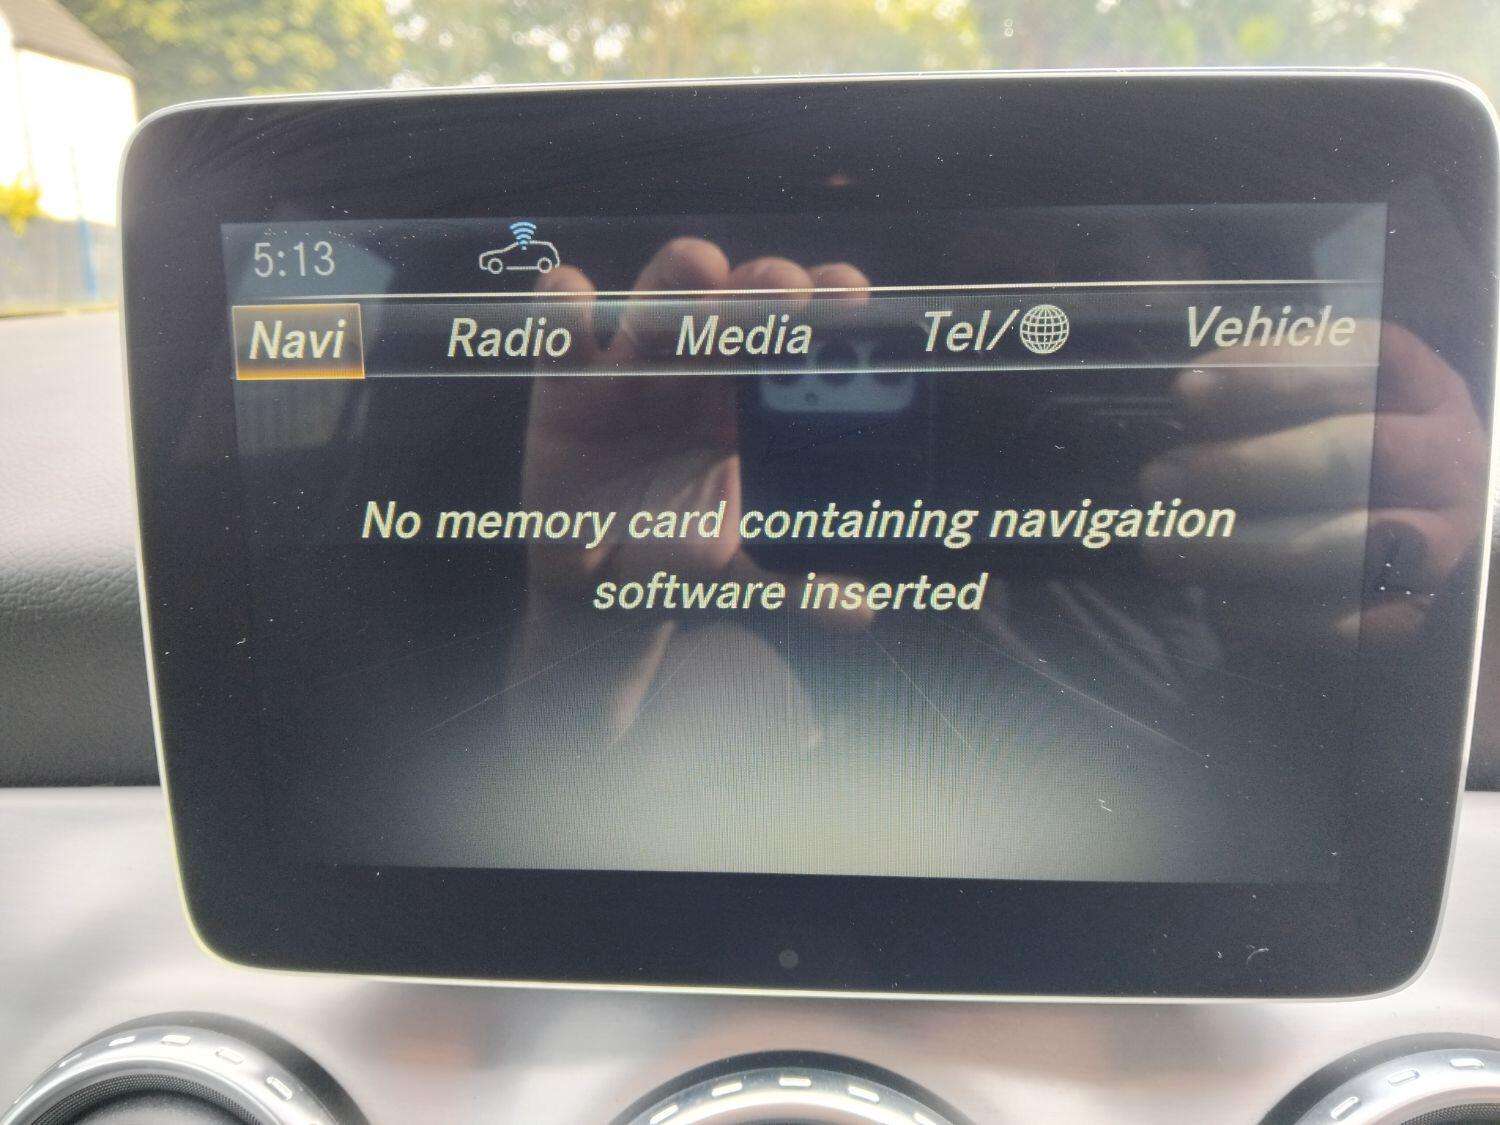 5:13
Navi Radio Media Tel/ Vehicle
No memory card containing navigation
software inserted